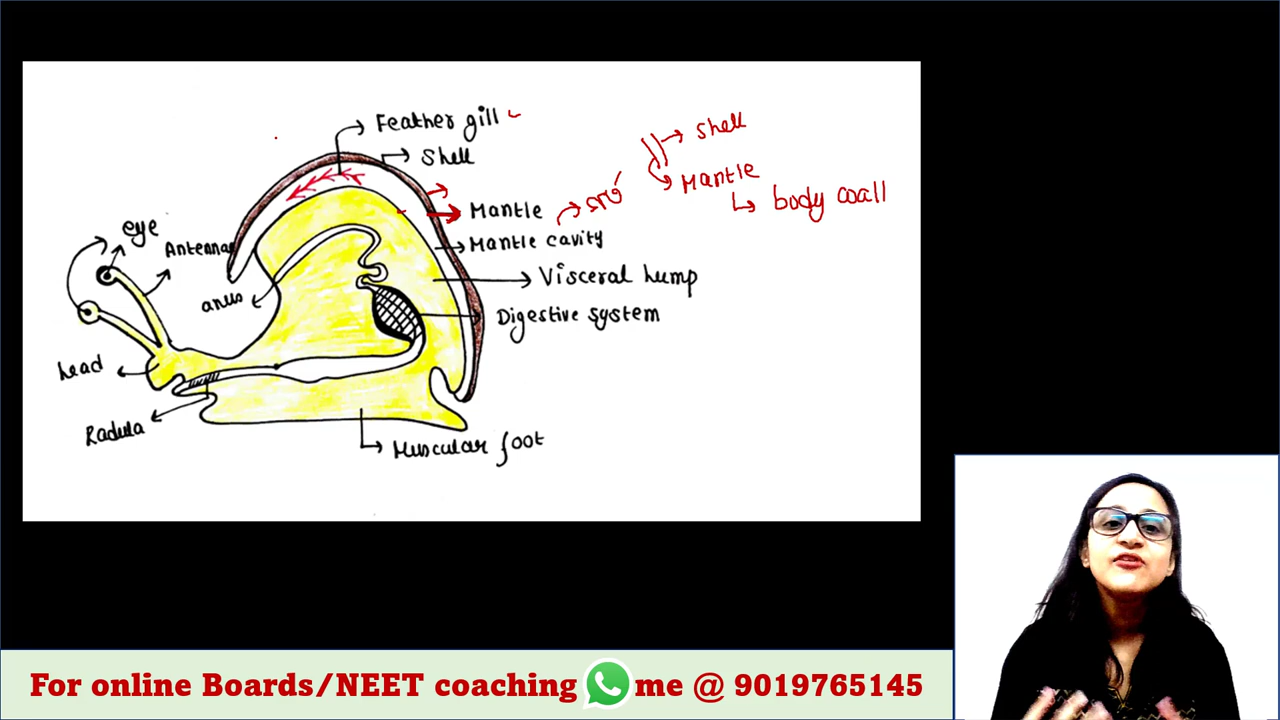 Feather gill
Shell
Mantle
Mantle cavity
Visceral hump
Digestive system
Muscular foot
eye
Antennae
anus
head
Radula
Shell
Mantle
body wall
For online Boards/NEET coaching me @ 9019765145